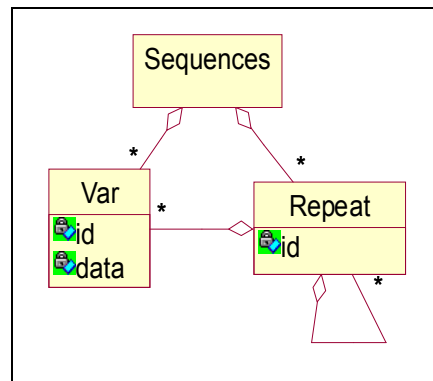 Sequences
*
*
Var
*
Repeat
id
id
data
*